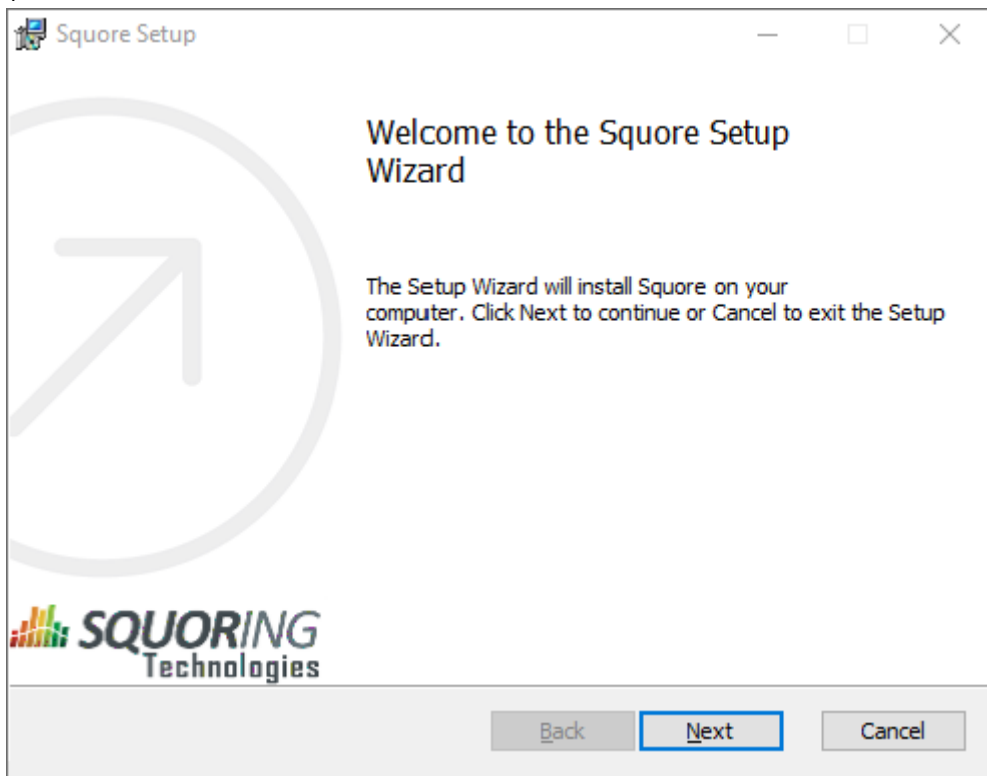 Squore Setup
Welcome to the Squore Setup
Wizard
The Setup Wizard will install Squore on your
computer. Click Next to continue or Cancel to exit the Setup
Wizard.
SQUORING
Technologies
Back Next Cancel